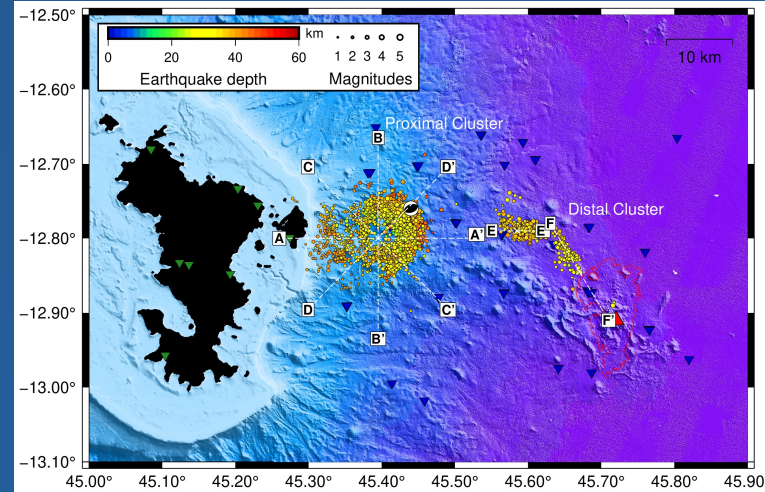 −12.50°
−12.60°
−12.70°
−12.80°
−12.90°
−13.00°
−13.10°
0 20 40 60 km
Earthquake depth
1 2 3 4 5
Magnitudes
10 km
Proximal Cluster
B
C D'
Distal Cluster
A A' E E' F
D C'
F'
B'
45.00° 45.10° 45.20° 45.30° 45.40° 45.50° 45.60° 45.70° 45.80° 45.90°